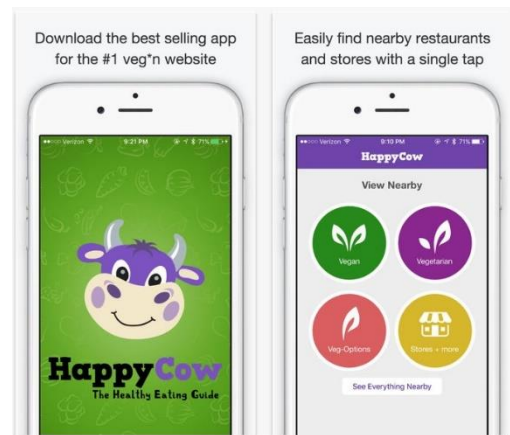 Download the best selling app
for the #1 veg*n website
Verizon 9:21 PM 71%
HappyCow
The Healthy Eating Guide
Easily find nearby restaurants
and stores with a single tap
Verizon 9:10 PM 71%
HappyCow
View Nearby
Vegan Vegetarian
Veg-Options Stores + more
See Everything Nearby